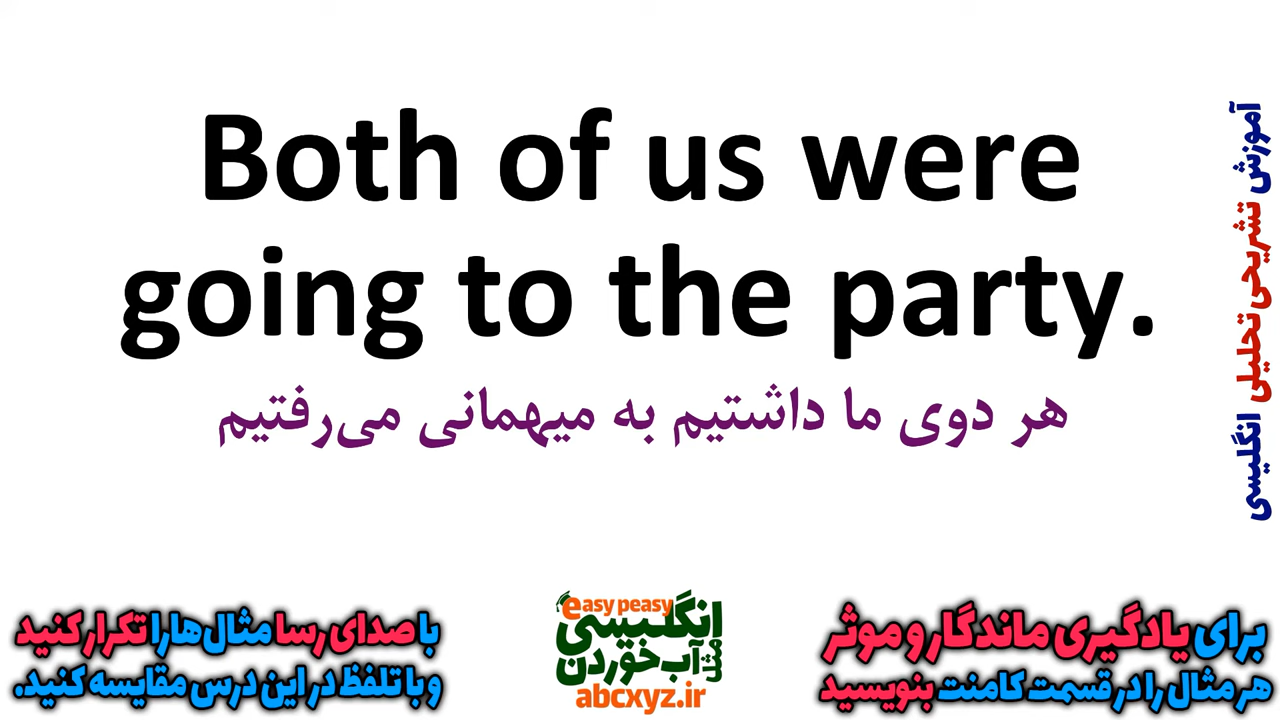 Both of us were
going to the party.
هر دوی ما داشتیم به میهمانی می‌رفتیم
آموزش تشریحی تحلیلی انگلیسی
برای یادگیری ماندگار و موثر
هر مثال را در قسمت کامنت بنویسید
easy peasy
انگلیسی
مثل آب خوردن
abcxyz.ir
با صدای رسا مثال‌ها را تکرار کنید
و با تلفظ در این درس مقایسه کنید.